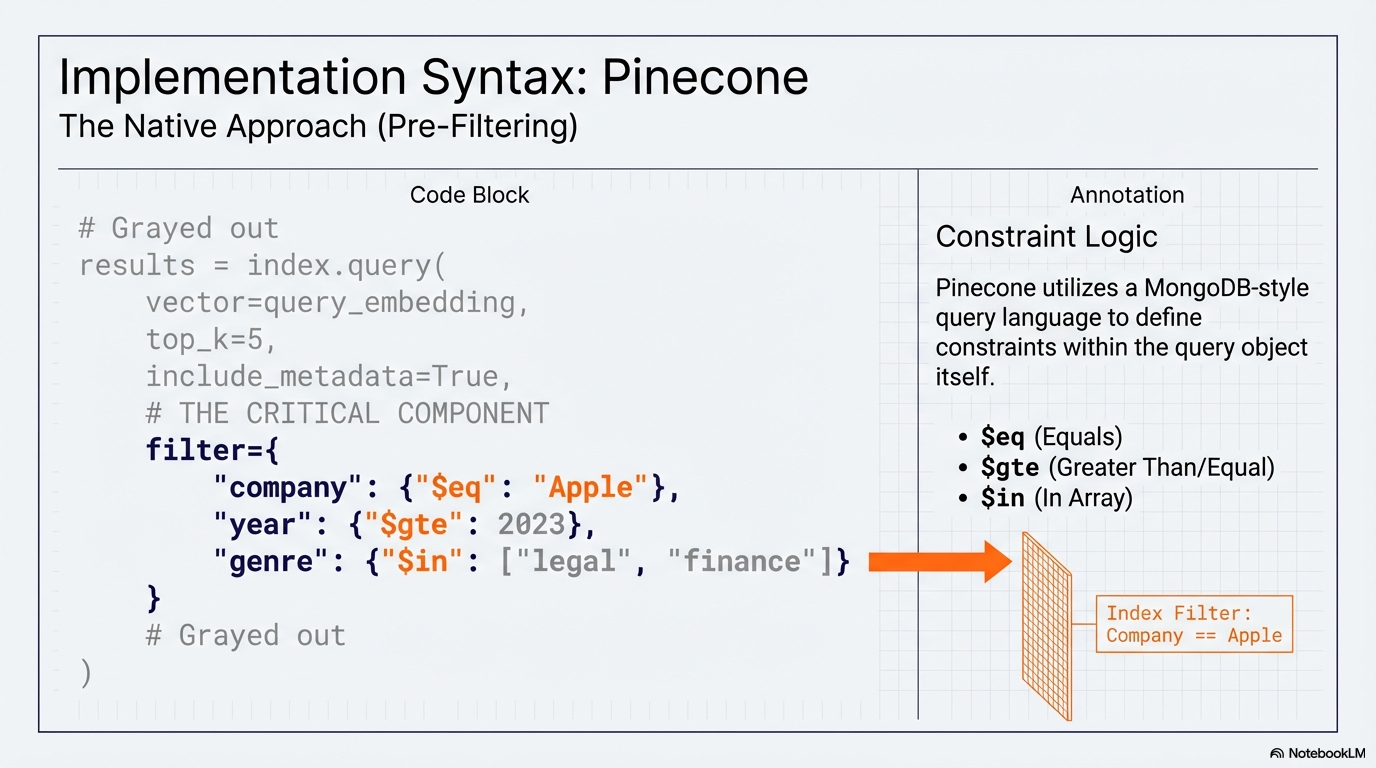 Implementation Syntax: Pinecone
The Native Approach (Pre-Filtering)
Code Block
# Grayed out
results = index.query(
    vector=query_embedding,
    top_k=5,
    include_metadata=True,
    # THE CRITICAL COMPONENT
    filter={
        "company": {"$eq": "Apple"},
        "year": {"$gte": 2023},
        "genre": {"$in": ["legal", "finance"]}
    }
    # Grayed out
)
Annotation
Constraint Logic
Pinecone utilizes a MongoDB-style
query language to define
constraints within the query object
itself.
• $eq (Equals)
• $gte (Greater Than/Equal)
• $in (In Array)
Index Filter:
Company == Apple
NotebookLM